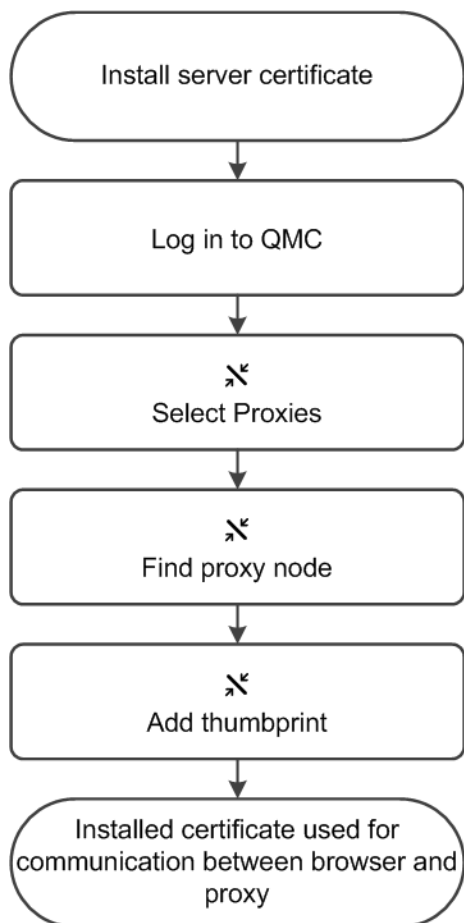 Install server certificate
Log in to QMC
Select Proxies
Find proxy node
Add thumbprint
Installed certificate used for
communication between browser and
proxy